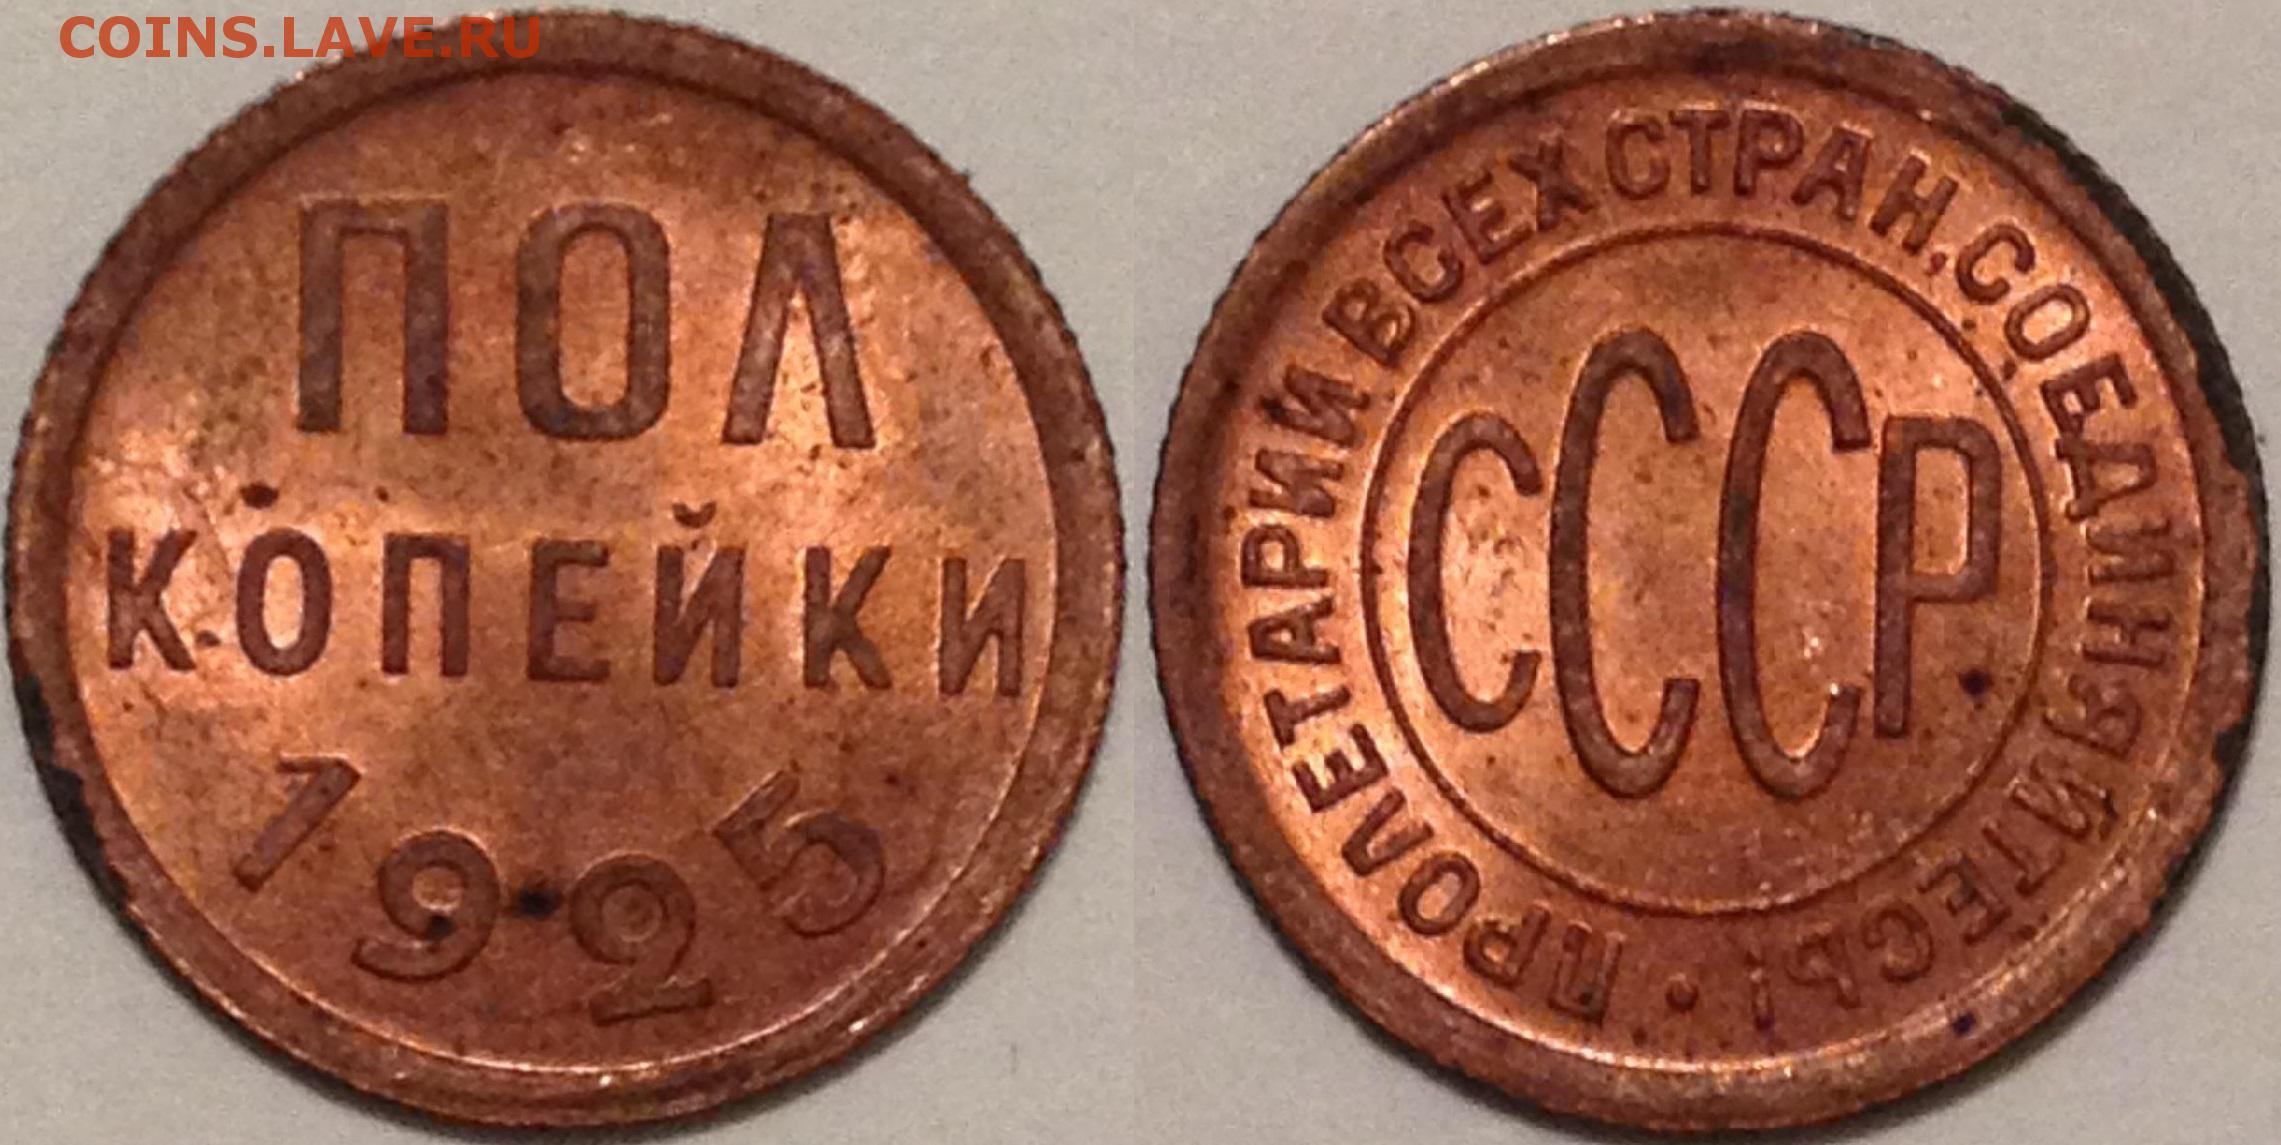 COINS.LAVE.RU
ПОЛ
КОПЕЙКИ
1925
ПРОЛЕТАРИИ ВСЕХ СТРАН, СОЕДИНЯЙТЕСЬ! •
СССР